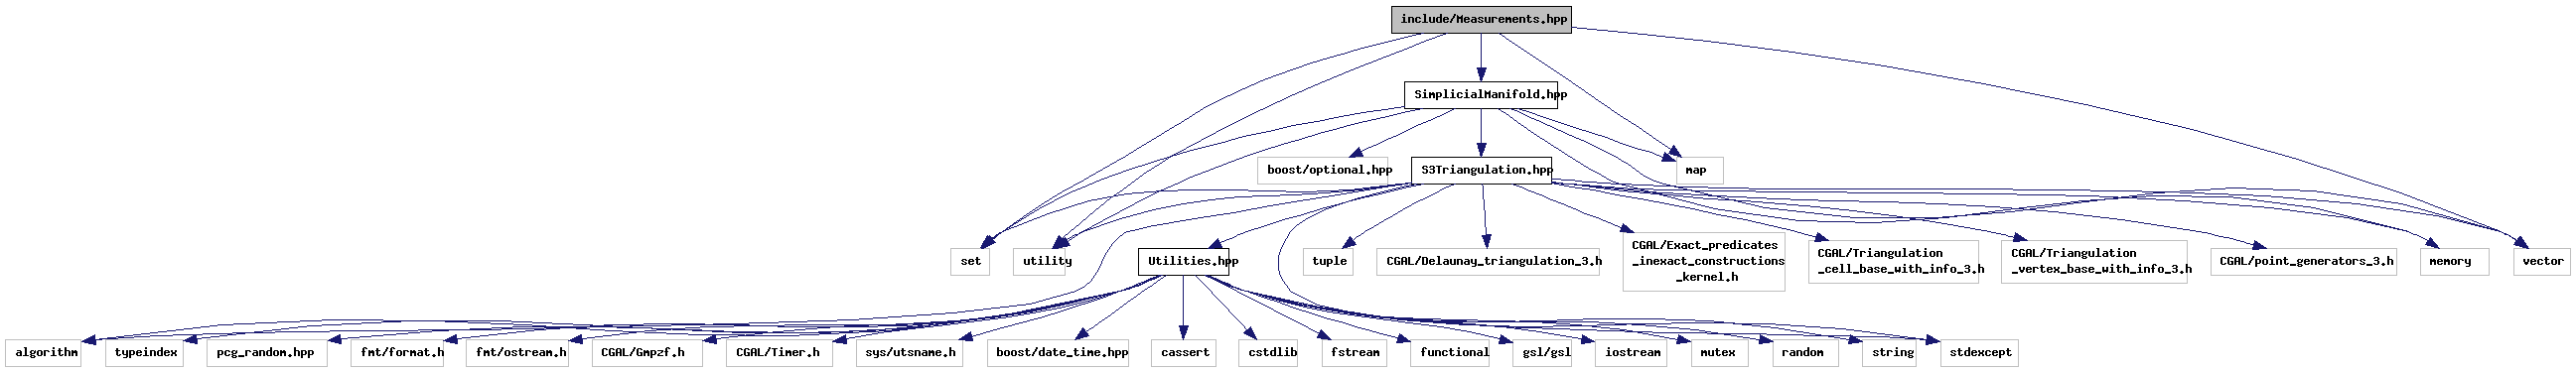 include/Measurements.hpp
SimplicialManifold.hpp
boost/optional.hpp
S3Triangulation.hpp
map
set
utility
Utilities.hpp
tuple
CGAL/Delaunay_triangulation_3.h
CGAL/Exact_predicates
_inexact_constructions
_kernel.h
CGAL/Triangulation
_cell_base_with_info_3.h
CGAL/Triangulation
_vertex_base_with_info_3.h
CGAL/point_generators_3.h
memory
vector
algorithm
typeindex
pcg_random.hpp
fmt/format.h
fmt/ostream.h
CGAL/Gmpzf.h
CGAL/Timer.h
sys/utsname.h
boost/date_time.hpp
cassert
cstdlib
fstream
functional
gsl/gsl
iostream
mutex
random
string
stdexcept